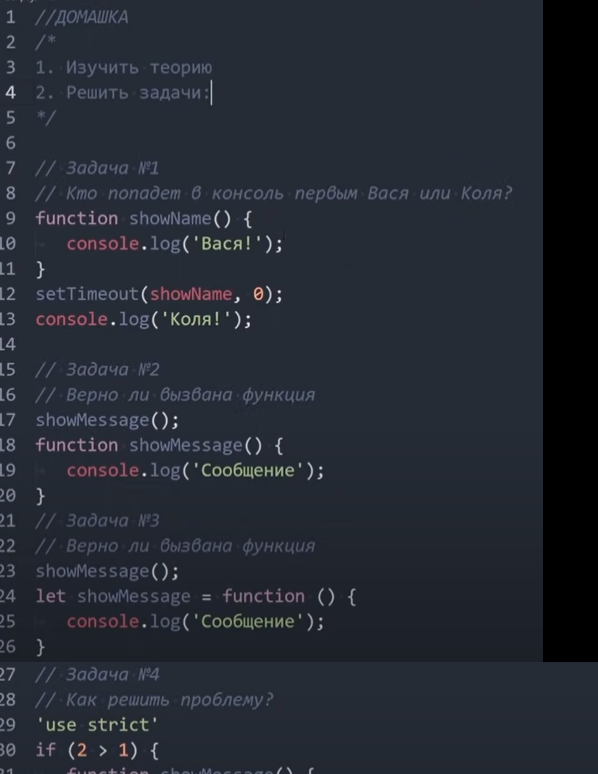 1 //ДОМАШКА
2 /*
3 1. Изучить теорию
4 2. Решить задачи:
5 */
6
7 // Задача №1
8 // Кто попадет в консоль первым Вася или Коля?
9 function showName() {
10 console.log('Вася!');
11 }
12 setTimeout(showName, 0);
13 console.log('Коля!');
14
15 // Задача №2
16 // Верно ли вызвана функция
17 showMessage();
18 function showMessage() {
19 console.log('Сообщение');
20 }
21 // Задача №3
22 // Верно ли вызвана функция
23 showMessage();
24 let showMessage = function () {
25 console.log('Сообщение');
26 }
27 // Задача №4
28 // Как решить проблему?
29 'use strict'
30 if (2 > 1) {
31 function showMessage() {